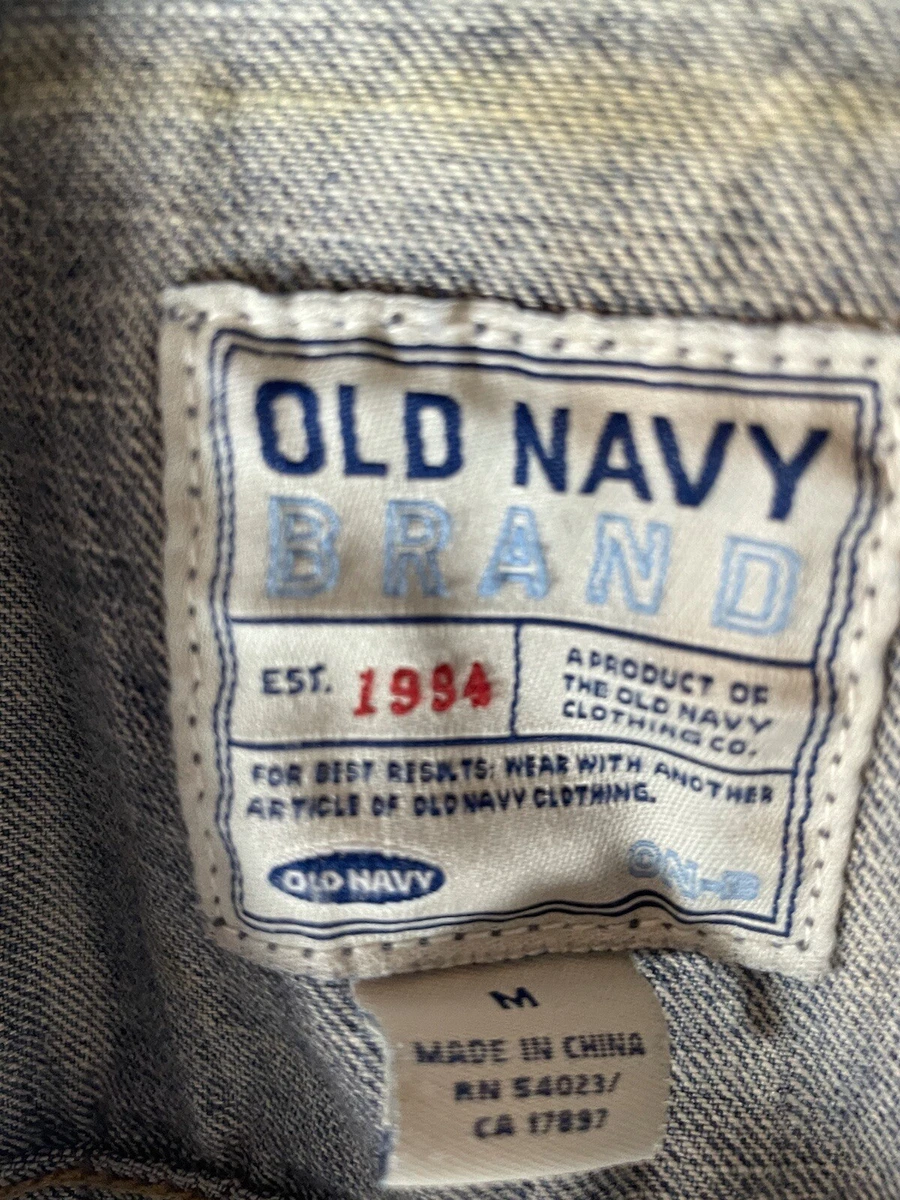 OLD NAVY
BRAND
EST. 1994
A PRODUCT OF
THE OLD NAVY
CLOTHING CO.
FOR BEST RESULTS: WEAR WITH ANOTHER
ARTICLE OF OLD NAVY CLOTHING.
OLD NAVY
M
MADE IN CHINA
RN 54023/
CA 17897